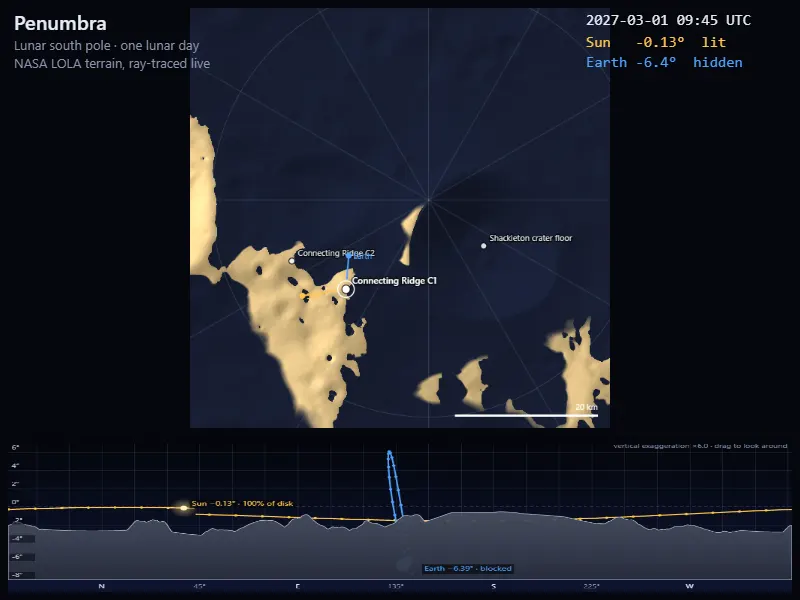 Penumbra
Lunar south pole · one lunar day
NASA LOLA terrain, ray-traced live
2027-03-01 09:45 UTC
Sun -0.13° lit
Earth -6.4° hidden
Shackleton crater floor
Connecting Ridge C2
Earth
Connecting Ridge C1
20 km
vertical exaggeration ×6.0 · drag to look around
6°
4°
2°
0°
-2°
-4°
-6°
-8°
Sun −0.13° · 100% of disk
Earth −6.39° · blocked
N 45° E 135° S 225° W